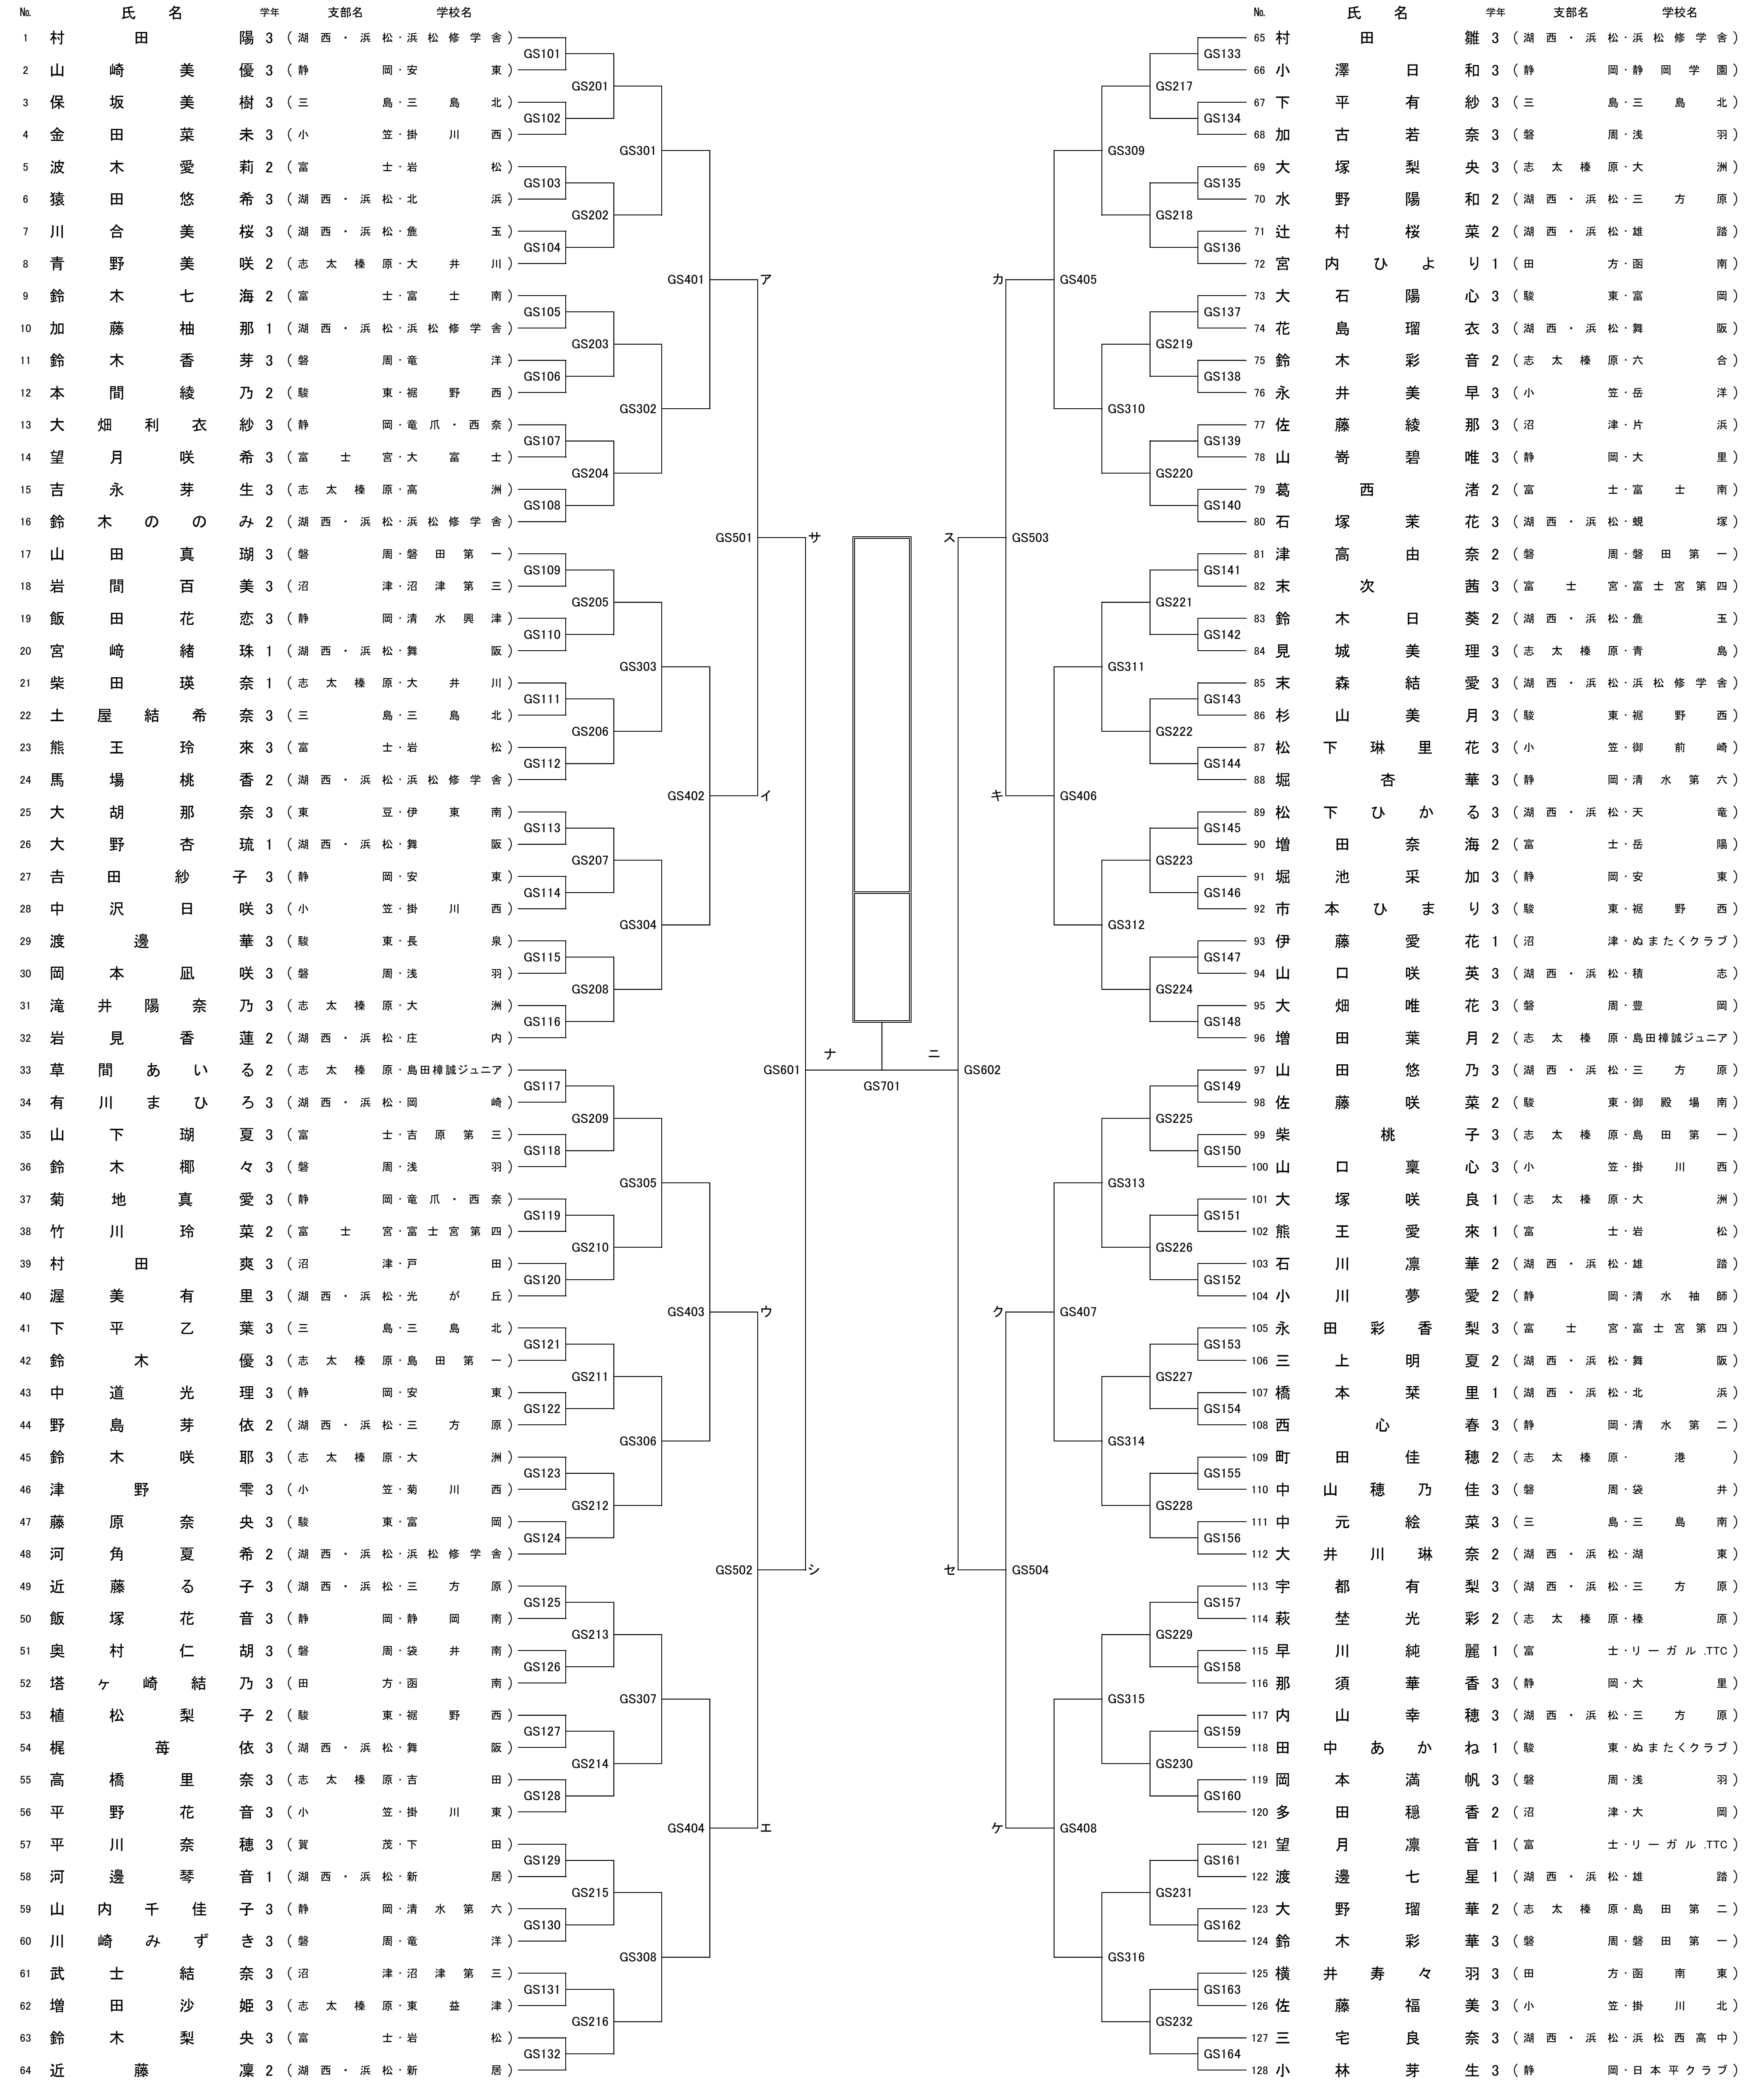 № 氏名 学年 支部名 学校名
1 村田陽 3 (湖西・浜松・浜松修学舎)
2 山崎美優 3 (静岡・安東)
3 保坂美樹 3 (三島・三島北)
4 金田菜未 3 (小笠・掛川西)
5 波木愛莉 2 (富士・岩松)
6 猿田悠希 3 (湖西・浜松・北浜)
7 川合美桜 3 (湖西・浜松・麁玉)
8 青野美咲 2 (志太榛原・大井川)
9 鈴木七海 2 (富士・富士南)
10 加藤柚那 1 (湖西・浜松・浜松修学舎)
11 鈴木香芽 3 (磐周・竜洋)
12 本間綾乃 2 (駿東・裾野西)
13 大畑利衣紗 3 (静岡・竜爪・西奈)
14 望月咲希 3 (富士宮・大富士)
15 吉永芽生 3 (志太榛原・高洲)
16 鈴木ののみ 2 (湖西・浜松・浜松修学舎)
17 山田真瑚 3 (磐周・磐田第一)
18 岩間百美 3 (沼津・沼津第三)
19 飯田花恋 3 (静岡・清水興津)
20 宮﨑緒珠 1 (湖西・浜松・舞阪)
21 柴田瑛奈 1 (志太榛原・大井川)
22 土屋結希奈 3 (三島・三島北)
23 熊王玲來 3 (富士・岩松)
24 馬場桃香 2 (湖西・浜松・浜松修学舎)
25 大胡那奈 3 (東豆・伊東南)
26 大野杏琉 1 (湖西・浜松・舞阪)
27 吉田紗子 3 (静岡・安東)
28 中沢日咲 3 (小笠・掛川西)
29 渡邊華 3 (駿東・長泉)
30 岡本凪咲 3 (磐周・浅羽)
31 滝井陽奈乃 3 (志太榛原・大洲)
32 岩見香蓮 2 (湖西・浜松・庄内)
33 草間あいる 2 (志太榛原・島田樟誠ジュニア)
34 有川まひろ 3 (湖西・浜松・岡崎)
35 山下瑚夏 3 (富士・吉原第三)
36 鈴木椰々 3 (磐周・浅羽)
37 菊地真愛 3 (静岡・竜爪・西奈)
38 竹川玲菜 2 (富士宮・富士宮第四)
39 村田爽 3 (沼津・戸田)
40 渥美有里 3 (湖西・浜松・光が丘)
41 下平乙葉 3 (三島・三島北)
42 鈴木優 3 (志太榛原・島田第一)
43 中道光理 3 (静岡・安東)
44 野島芽依 2 (湖西・浜松・三方原)
45 鈴木咲耶 3 (志太榛原・大洲)
46 津野雫 3 (小笠・菊川西)
47 藤原奈央 3 (駿東・富岡)
48 河角夏希 2 (湖西・浜松・浜松修学舎)
49 近藤る子 3 (湖西・浜松・三方原)
50 飯塚花音 3 (静岡・静岡南)
51 奥村仁胡 3 (磐周・袋井南)
52 塔ヶ崎結乃 3 (田方・函南)
53 植松梨子 2 (駿東・裾野西)
54 梶苺依 3 (湖西・浜松・舞阪)
55 高橋里奈 3 (志太榛原・吉田)
56 平野花音 3 (小笠・掛川東)
57 平川奈穂 3 (賀茂・下田)
58 河邊琴音 1 (湖西・浜松・新居)
59 山内千佳子 3 (静岡・清水第六)
60 川崎みずき 3 (磐周・竜洋)
61 武士結奈 3 (沼津・沼津第三)
62 増田沙姫 3 (志太榛原・東益津)
63 鈴木梨央 3 (富士・岩松)
64 近藤凜 2 (湖西・浜松・新居)
GS101
GS102
GS103
GS104
GS105
GS106
GS107
GS108
GS109
GS110
GS111
GS112
GS113
GS114
GS115
GS116
GS117
GS118
GS119
GS120
GS121
GS122
GS123
GS124
GS125
GS126
GS127
GS128
GS129
GS130
GS131
GS132
GS201
GS202
GS203
GS204
GS205
GS206
GS207
GS208
GS209
GS210
GS211
GS212
GS213
GS214
GS215
GS216
GS301
GS302
GS303
GS304
GS305
GS306
GS307
GS308
GS401 ア
GS402 イ
GS403 ウ
GS404 エ
GS501 サ
GS502 シ
GS601 ナ
GS701
ニ GS602
ス GS503
セ GS504
カ GS405
キ GS406
ク GS407
ケ GS408
GS309
GS310
GS311
GS312
GS313
GS314
GS315
GS316
GS217
GS218
GS219
GS220
GS221
GS222
GS223
GS224
GS225
GS226
GS227
GS228
GS229
GS230
GS231
GS232
GS133
GS134
GS135
GS136
GS137
GS138
GS139
GS140
GS141
GS142
GS143
GS144
GS145
GS146
GS147
GS148
GS149
GS150
GS151
GS152
GS153
GS154
GS155
GS156
GS157
GS158
GS159
GS160
GS161
GS162
GS163
GS164
№ 氏名 学年 支部名 学校名
65 村田雛 3 (湖西・浜松・浜松修学舎)
66 小澤日和 3 (静岡・静岡学園)
67 下平有紗 3 (三島・三島北)
68 加古若奈 3 (磐周・浅羽)
69 大塚梨央 3 (志太榛原・大洲)
70 水野陽和 2 (湖西・浜松・三方原)
71 辻村桜菜 2 (湖西・浜松・雄踏)
72 宮内ひより 1 (田方・函南)
73 大石陽心 3 (駿東・富岡)
74 花島瑠衣 3 (湖西・浜松・舞阪)
75 鈴木彩音 2 (志太榛原・六合)
76 永井美早 3 (小笠・岳洋)
77 佐藤綾那 3 (沼津・片浜)
78 山嵜碧唯 3 (静岡・大里)
79 葛西渚 2 (富士・富士南)
80 石塚茉花 3 (湖西・浜松・蜆塚)
81 津高由奈 2 (磐周・磐田第一)
82 末次茜 3 (富士宮・富士宮第四)
83 鈴木日葵 2 (湖西・浜松・麁玉)
84 見城美理 3 (志太榛原・青島)
85 末森結愛 3 (湖西・浜松・浜松修学舎)
86 杉山美月 3 (駿東・裾野西)
87 松下琳里花 3 (小笠・御前崎)
88 堀杏華 3 (静岡・清水第六)
89 松下ひかる 3 (湖西・浜松・天竜)
90 増田奈海 2 (富士・岳陽)
91 堀池采加 3 (静岡・安東)
92 市本ひまり 3 (駿東・裾野西)
93 伊藤愛花 1 (沼津・ぬまたくクラブ)
94 山口咲英 3 (湖西・浜松・積志)
95 大畑唯花 3 (磐周・豊岡)
96 増田葉月 2 (志太榛原・島田樟誠ジュニア)
97 山田悠乃 3 (湖西・浜松・三方原)
98 佐藤咲菜 2 (駿東・御殿場南)
99 柴桃子 3 (志太榛原・島田第一)
100 山口稟心 3 (小笠・掛川西)
101 大塚咲良 1 (志太榛原・大洲)
102 熊王愛來 1 (富士・岩松)
103 石川凛華 2 (湖西・浜松・雄踏)
104 小川夢愛 2 (静岡・清水袖師)
105 永田彩香梨 3 (富士宮・富士宮第四)
106 三上明夏 2 (湖西・浜松・舞阪)
107 橋本栞里 1 (湖西・浜松・北浜)
108 西心春 3 (静岡・清水第二)
109 町田佳穂 2 (志太榛原・港)
110 中山穂乃佳 3 (磐周・袋井)
111 中元絵菜 3 (三島・三島南)
112 大井川琳奈 2 (湖西・浜松・湖東)
113 宇都有梨 3 (湖西・浜松・三方原)
114 萩埜光彩 2 (志太榛原・榛原)
115 早川純麗 1 (富士・リーガル.TTC)
116 那須華香 3 (静岡・大里)
117 内山幸穂 3 (湖西・浜松・三方原)
118 田中あかね 1 (駿東・ぬまたくクラブ)
119 岡本満帆 3 (磐周・浅羽)
120 多田穏香 2 (沼津・大岡)
121 望月凛音 1 (富士・リーガル.TTC)
122 渡邊七星 1 (湖西・浜松・雄踏)
123 大野瑠華 2 (志太榛原・島田第二)
124 鈴木彩華 3 (磐周・磐田第一)
125 横井寿々羽 3 (田方・函南東)
126 佐藤福美 3 (小笠・掛川北)
127 三宅良奈 3 (湖西・浜松・浜松西高中)
128 小林芽生 3 (静岡・日本平クラブ)